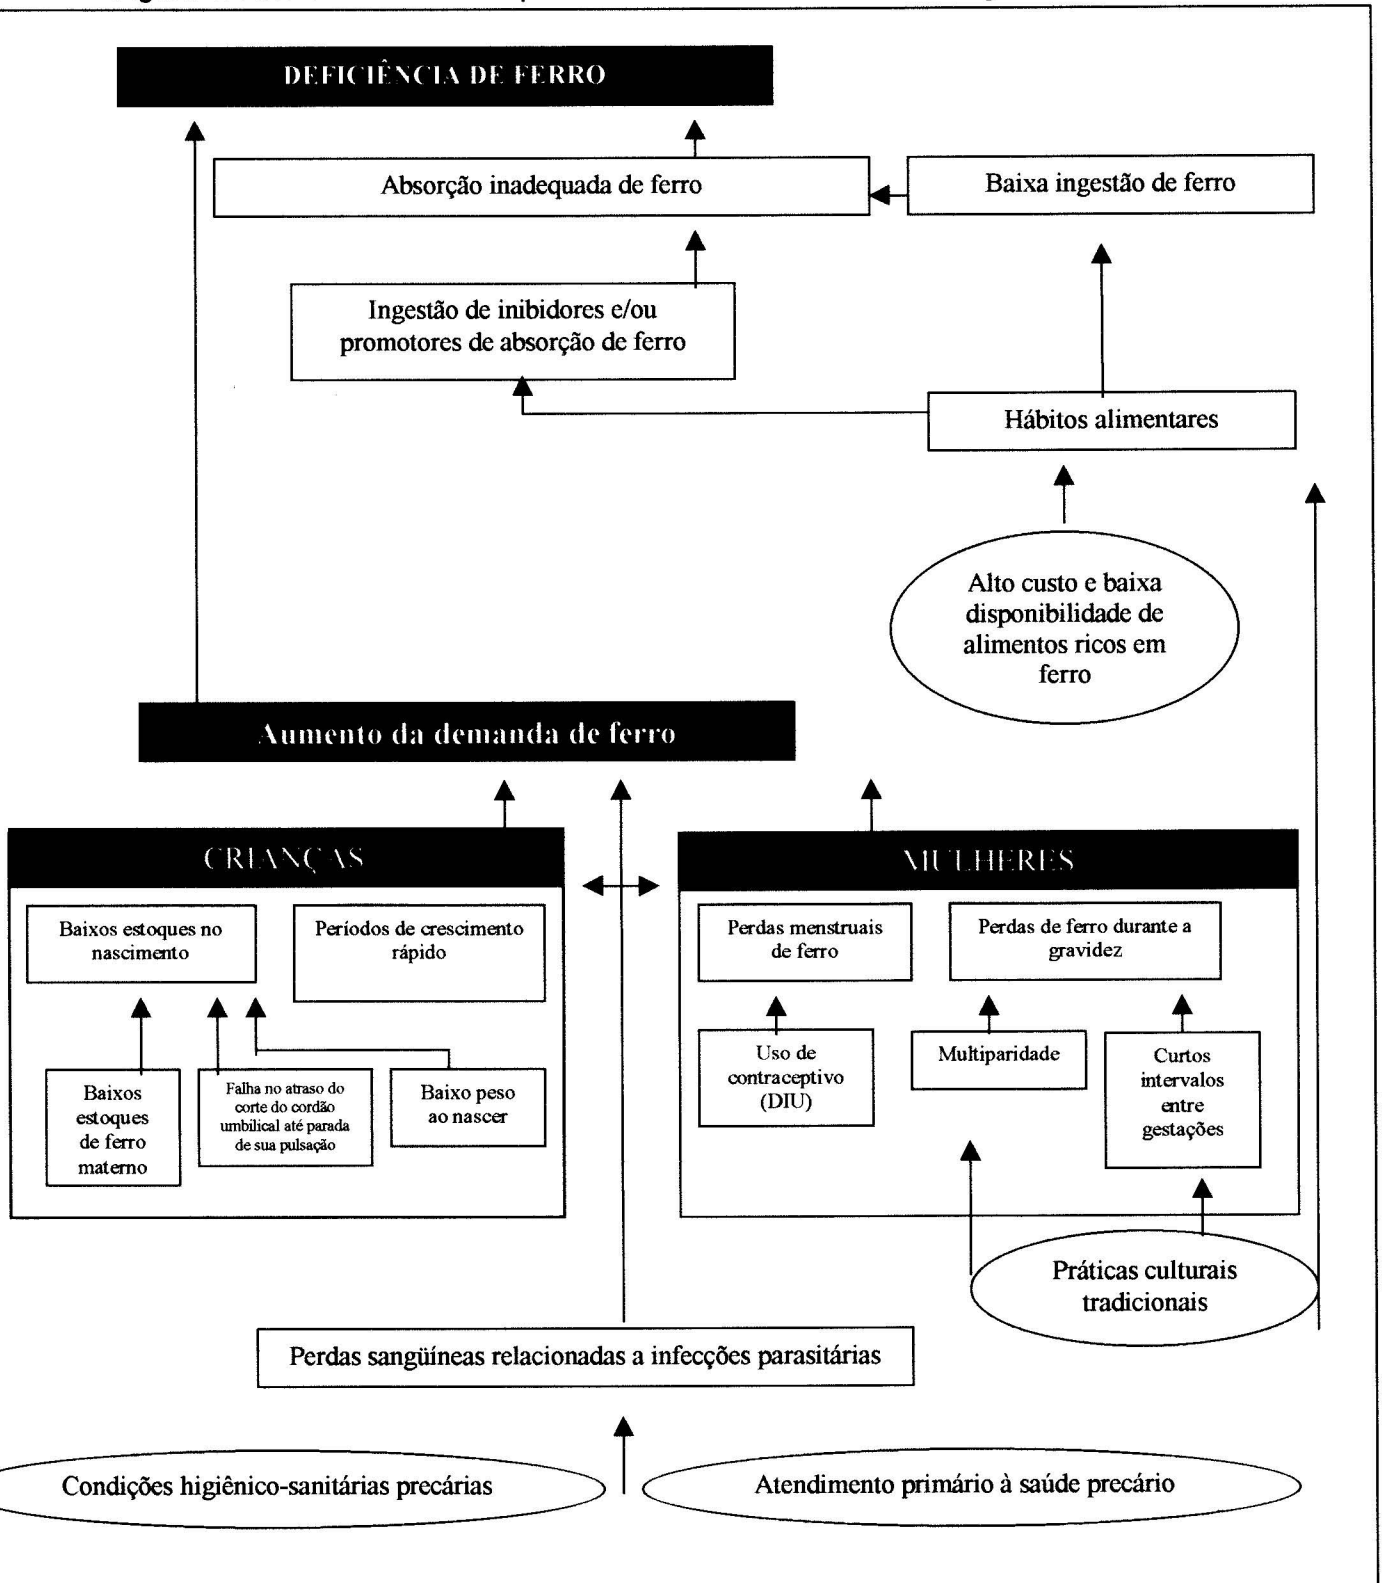 DEFICIÊNCIA DE FERRO
Absorção inadequada de ferro
Baixa ingestão de ferro
Ingestão de inibidores e/ou
promotores de absorção de ferro
Hábitos alimentares
Alto custo e baixa
disponibilidade de
alimentos ricos em
ferro
Aumento da demanda de ferro
CRIANÇAS
MULHERES
Baixos estoques no
nascimento
Períodos de crescimento
rápido
Perdas menstruais
de ferro
Perdas de ferro durante a
gravidez
Baixos
estoques
de ferro
materno
Falha no atraso do
corte do cordão
umbilical até parada
de sua pulsação
Baixo peso
ao nascer
Uso de
contraceptivo
(DIU)
Multiparidade
Curtos
intervalos
entre
gestações
Práticas culturais
tradicionais
Perdas sangüíneas relacionadas a infecções parasitárias
Condições higiênico-sanitárias precárias
Atendimento primário à saúde precário